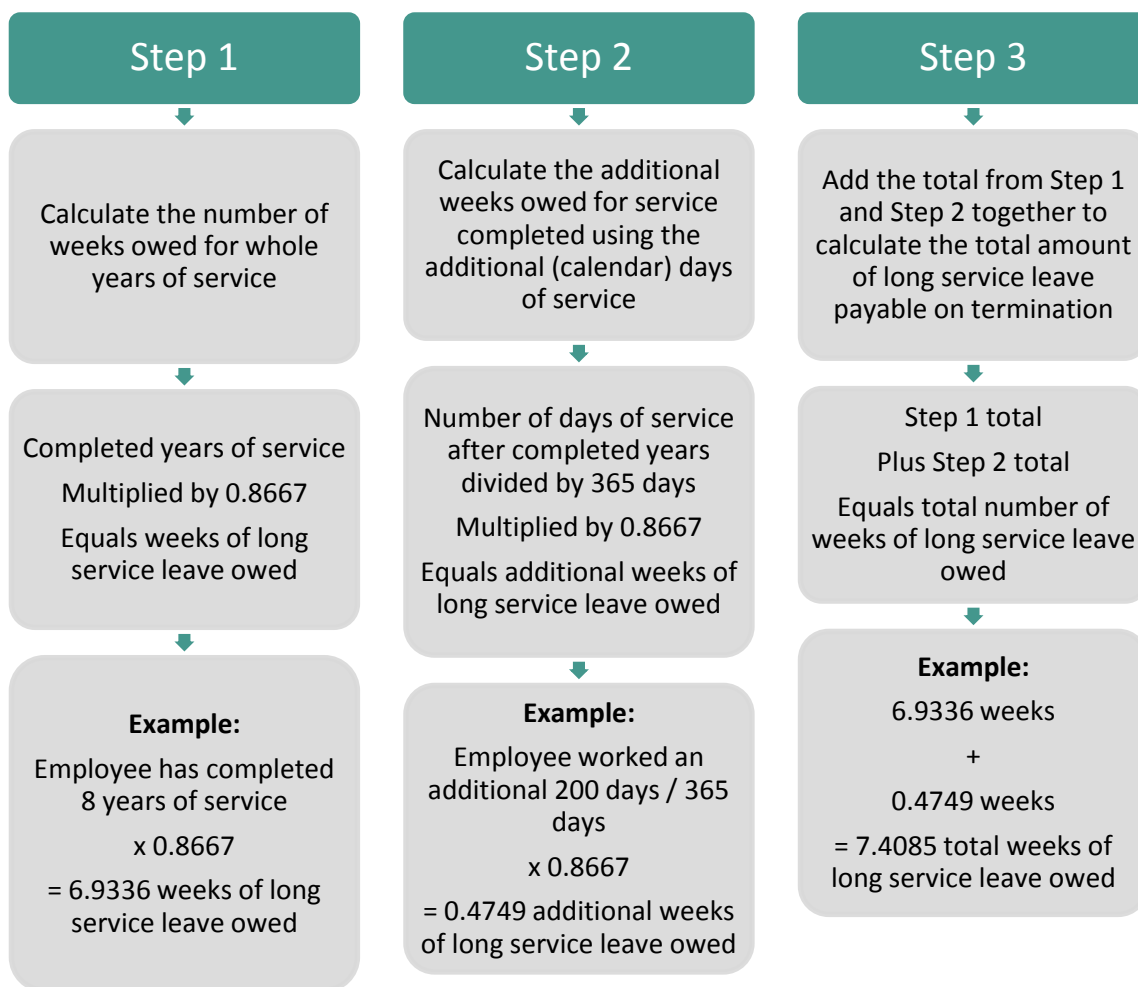 Step 1
Calculate the number of
weeks owed for whole
years of service
Completed years of service
Multiplied by 0.8667
Equals weeks of long
service leave owed
Example:
Employee has completed
8 years of service
x 0.8667
= 6.9336 weeks of long
service leave owed
Step 2
Calculate the additional
weeks owed for service
completed using the
additional (calendar) days
of service
Number of days of service
after completed years
divided by 365 days
Multiplied by 0.8667
Equals additional weeks of
long service leave owed
Example:
Employee worked an
additional 200 days / 365
days
x 0.8667
= 0.4749 additional weeks
of long service leave owed
Step 3
Add the total from Step 1
and Step 2 together to
calculate the total amount
of long service leave
payable on termination
Step 1 total
Plus Step 2 total
Equals total number of
weeks of long service leave
owed
Example:
6.9336 weeks
+
0.4749 weeks
= 7.4085 total weeks of
long service leave owed